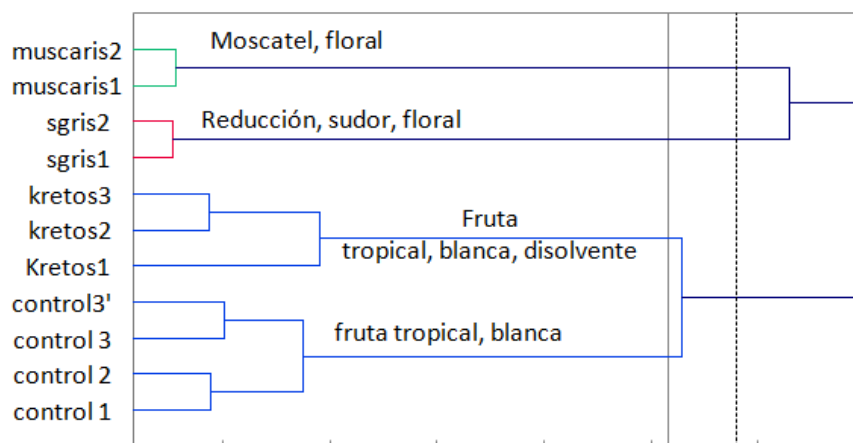 muscaris2
Moscatel, floral
muscaris1
sgris2
Reducción, sudor, floral
sgris1
kretos3
kretos2
Fruta
tropical, blanca, disolvente
Kretos1
control3'
control 3
fruta tropical, blanca
control 2
control 1